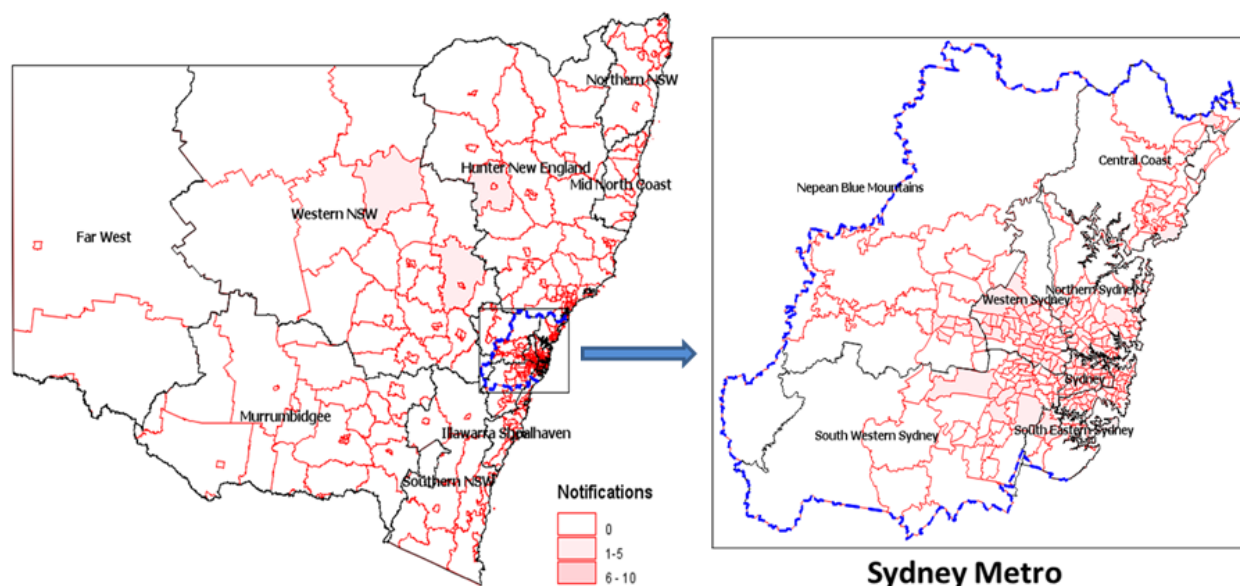 Northern NSW
Hunter New England
Mid North Coast
Western NSW
Far West
Murrumbidgee
Illawarra Shoalhaven
Southern NSW
Notifications
0
1-5
6 - 10
Central Coast
Nepean Blue Mountains
Northern Sydney
Western Sydney
Sydney
South Western Sydney
South Eastern Sydney
Sydney Metro